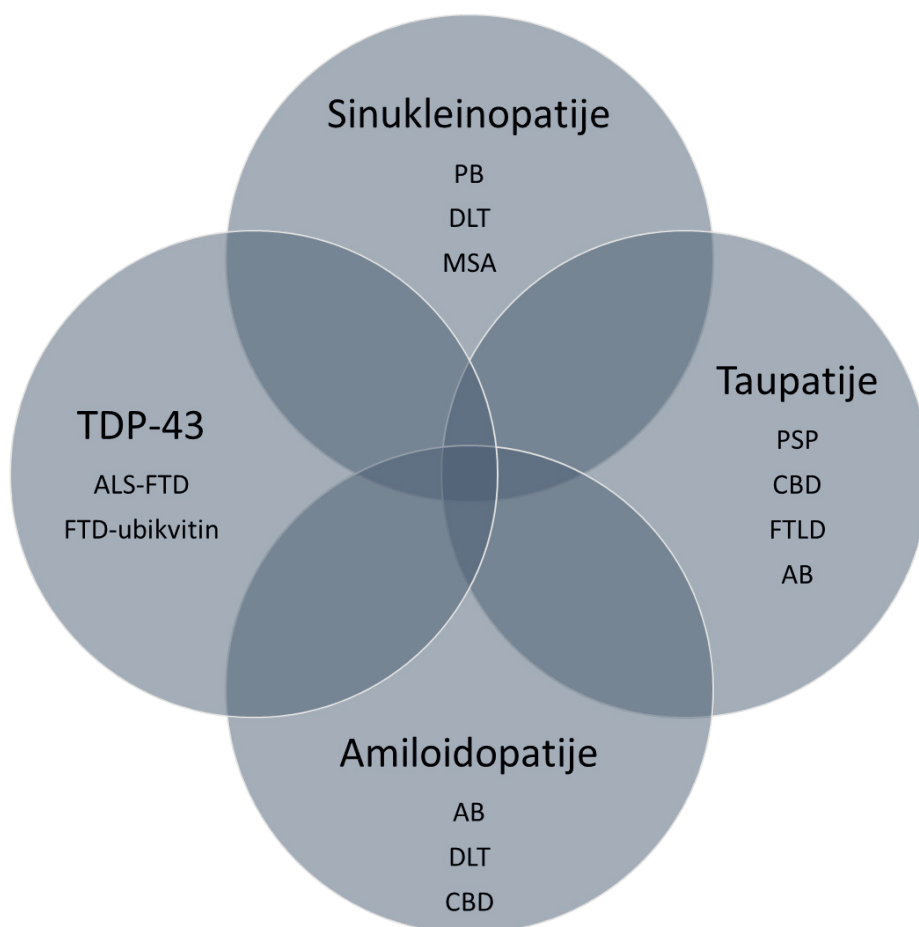 Sinukleinopatije
PB
DLT
MSA
TDP-43
ALS-FTD
FTD-ubikvitin
Taupatije
PSP
CBD
FTLD
AB
Amiloidopatije
AB
DLT
CBD